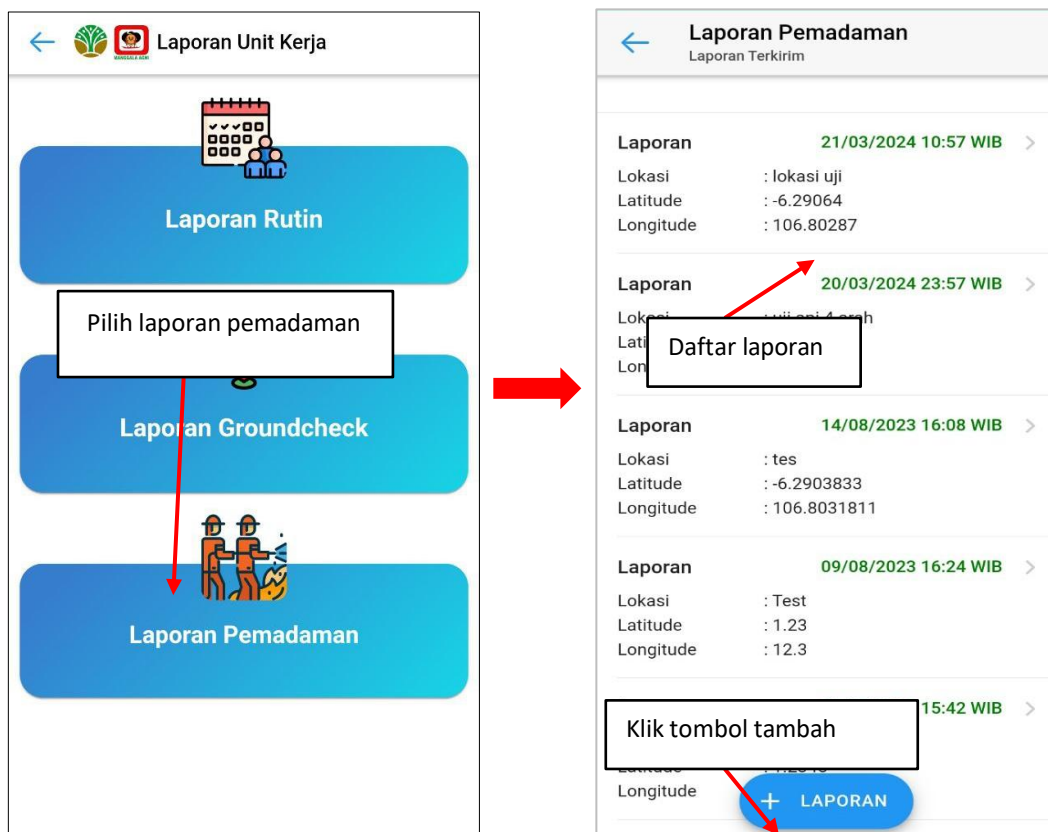 Laporan Unit Kerja
MANGGALA AGNI
Laporan Rutin
Pilih laporan pemadaman
Laporan Groundcheck
Laporan Pemadaman
Laporan Pemadaman
Laporan Terkirim
Laporan 21/03/2024 10:57 WIB
Lokasi : lokasi uji
Latitude : -6.29064
Longitude : 106.80287
Laporan 20/03/2024 23:57 WIB
Daftar laporan
Laporan 14/08/2023 16:08 WIB
Lokasi : tes
Latitude : -6.2903833
Longitude : 106.8031811
Laporan 09/08/2023 16:24 WIB
Lokasi : Test
Latitude : 1.23
Longitude : 12.3
15:42 WIB
Klik tombol tambah
Longitude
+ LAPORAN